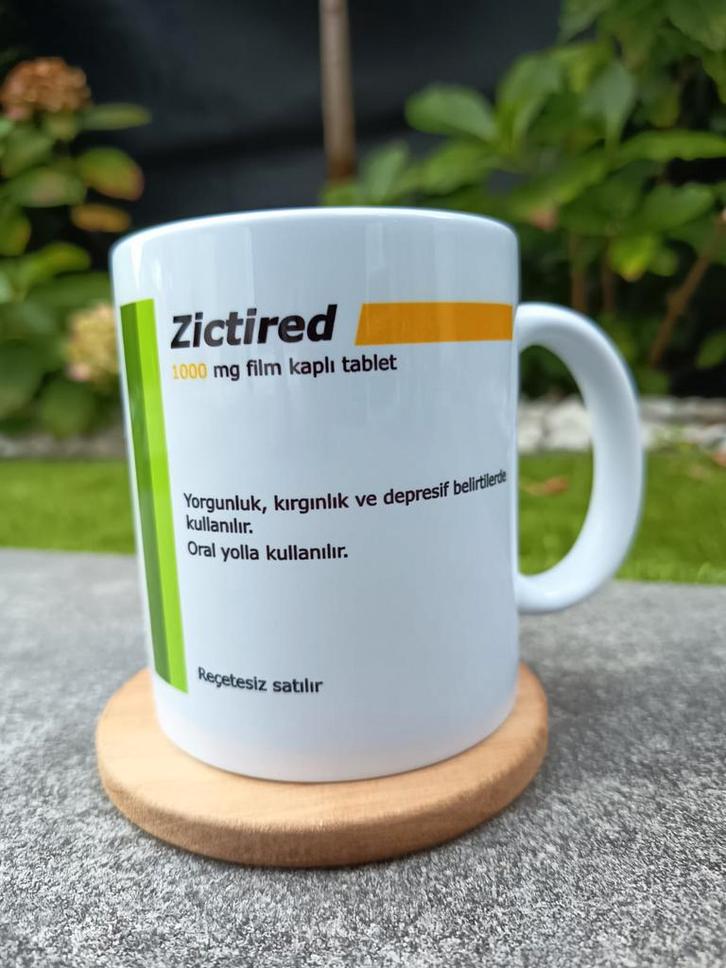 Zictired
1000 mg film kaplı tablet
Yorgunluk, kırgınlık ve depresif belirtilerde
kullanılır.
Oral yolla kullanılır.
Reçetesiz satılır